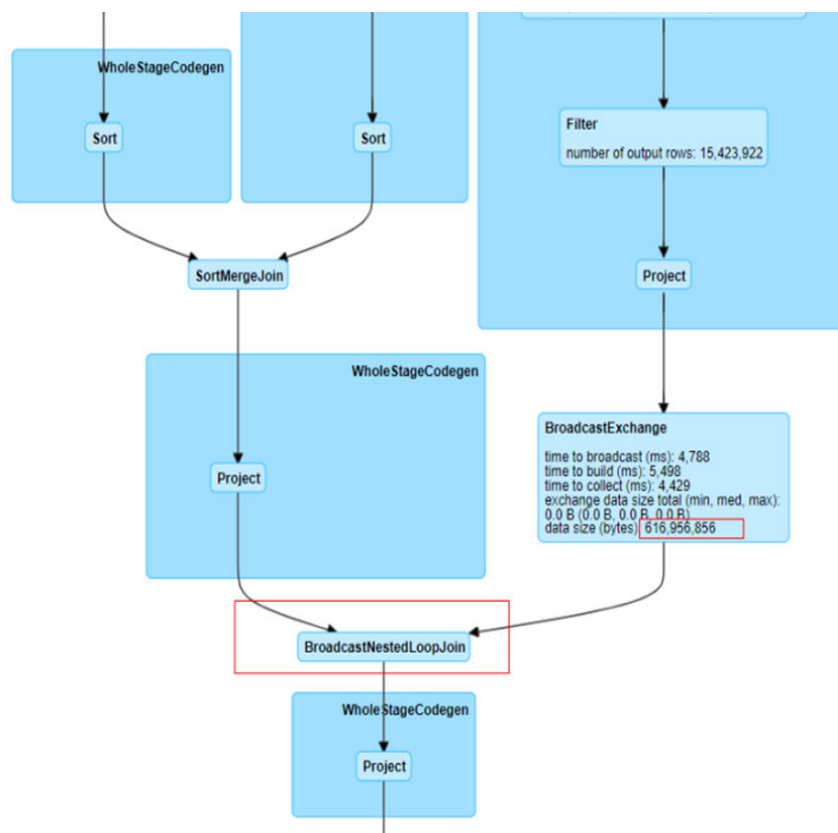 WholeStageCodegen
Sort
Sort
Filter
number of output rows: 15,423,922
SortMergeJoin
Project
WholeStageCodegen
BroadcastExchange
time to broadcast (ms): 4,788
time to build (ms): 5,498
time to collect (ms): 4,429
exchange data size total (min, med, max):
0.0 B (0.0 B, 0.0 B, 0.0 B)
data size (bytes) 616,956,856
Project
BroadcastNestedLoopJoin
WholeStageCodegen
Project